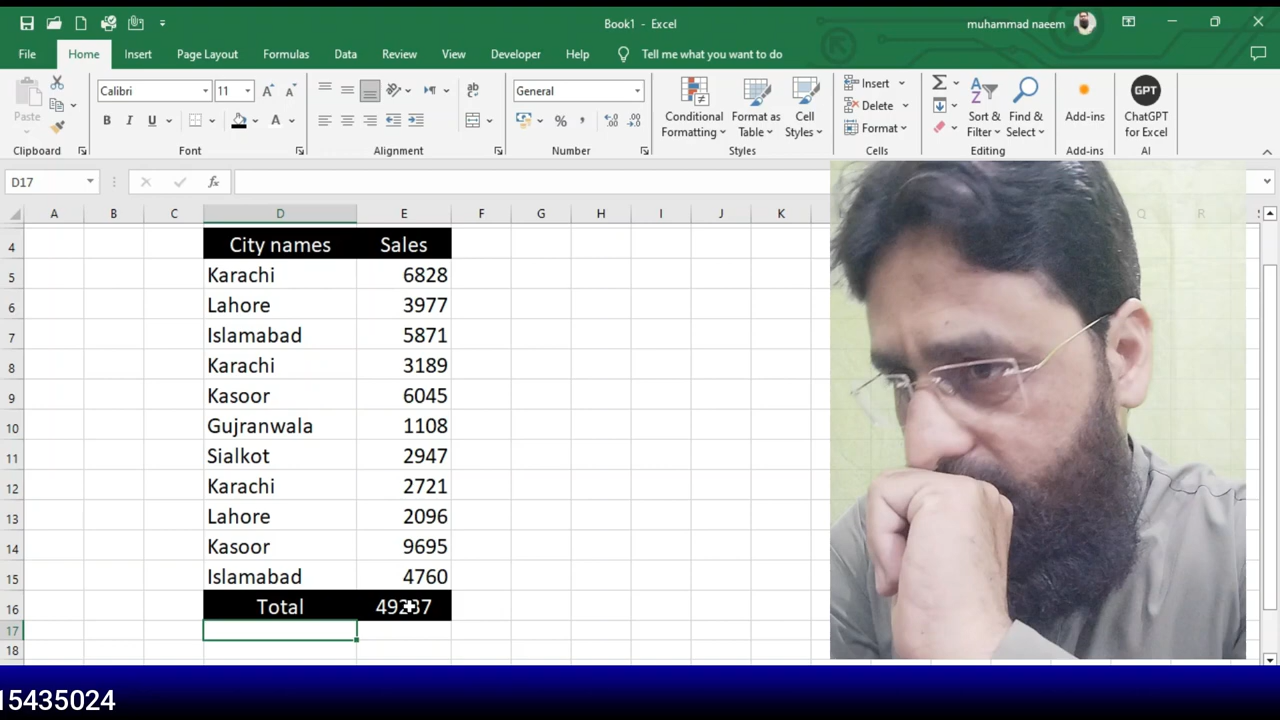 Book1 - Excel
muhammad naeem
File Home Insert Page Layout Formulas Data Review View Developer Help Tell me what you want to do
Calibri 11 General
Paste
B I U
Conditional Formatting
Format as Table
Cell Styles
Insert
Delete
Format
Sort & Filter
Find & Select
Add-ins
GPT
ChatGPT for Excel
Clipboard Font Alignment Number Styles Cells Editing Add-ins AI
D17 fx
A B C D E F G H I J K Q R
4 City names Sales
5 Karachi 6828
6 Lahore 3977
7 Islamabad 5871
8 Karachi 3189
9 Kasoor 6045
10 Gujranwala 1108
11 Sialkot 2947
12 Karachi 2721
13 Lahore 2096
14 Kasoor 9695
15 Islamabad 4760
16 Total 49237
17
18
15435024